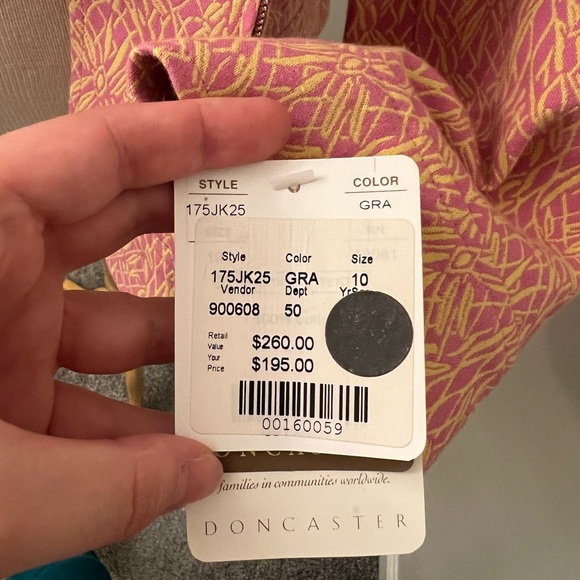 STYLE COLOR
175JK25 GRA
Style Color Size
175JK25 GRA 10
Vendor Dept
900608 50
Retail
Value $260.00
Your
Price $195.00
00160059
families in communities worldwide.
DONCASTER